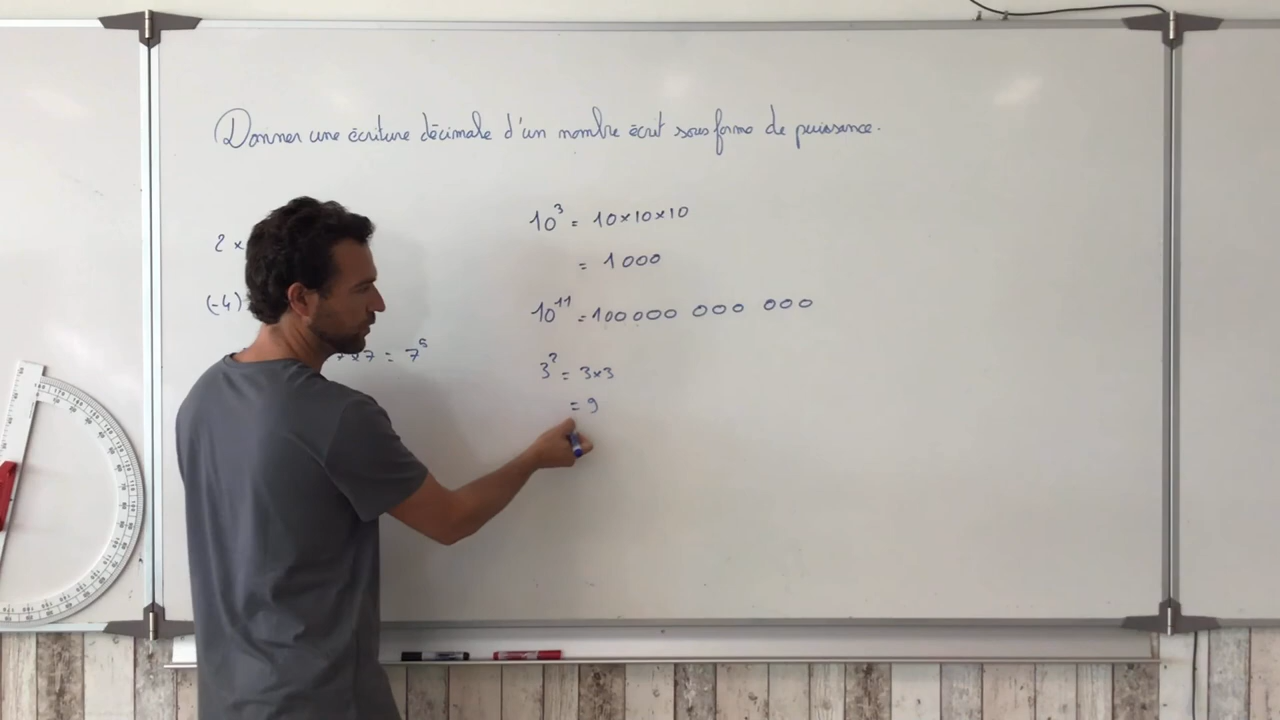 Donner une écriture décimale d'un nombre écrit sous forme de puissance.
2 ×
(-4)
× 7 = 7⁵
10³ = 10×10×10
= 1 000
10¹¹ = 100 000 000 000
3² = 3×3
= 9